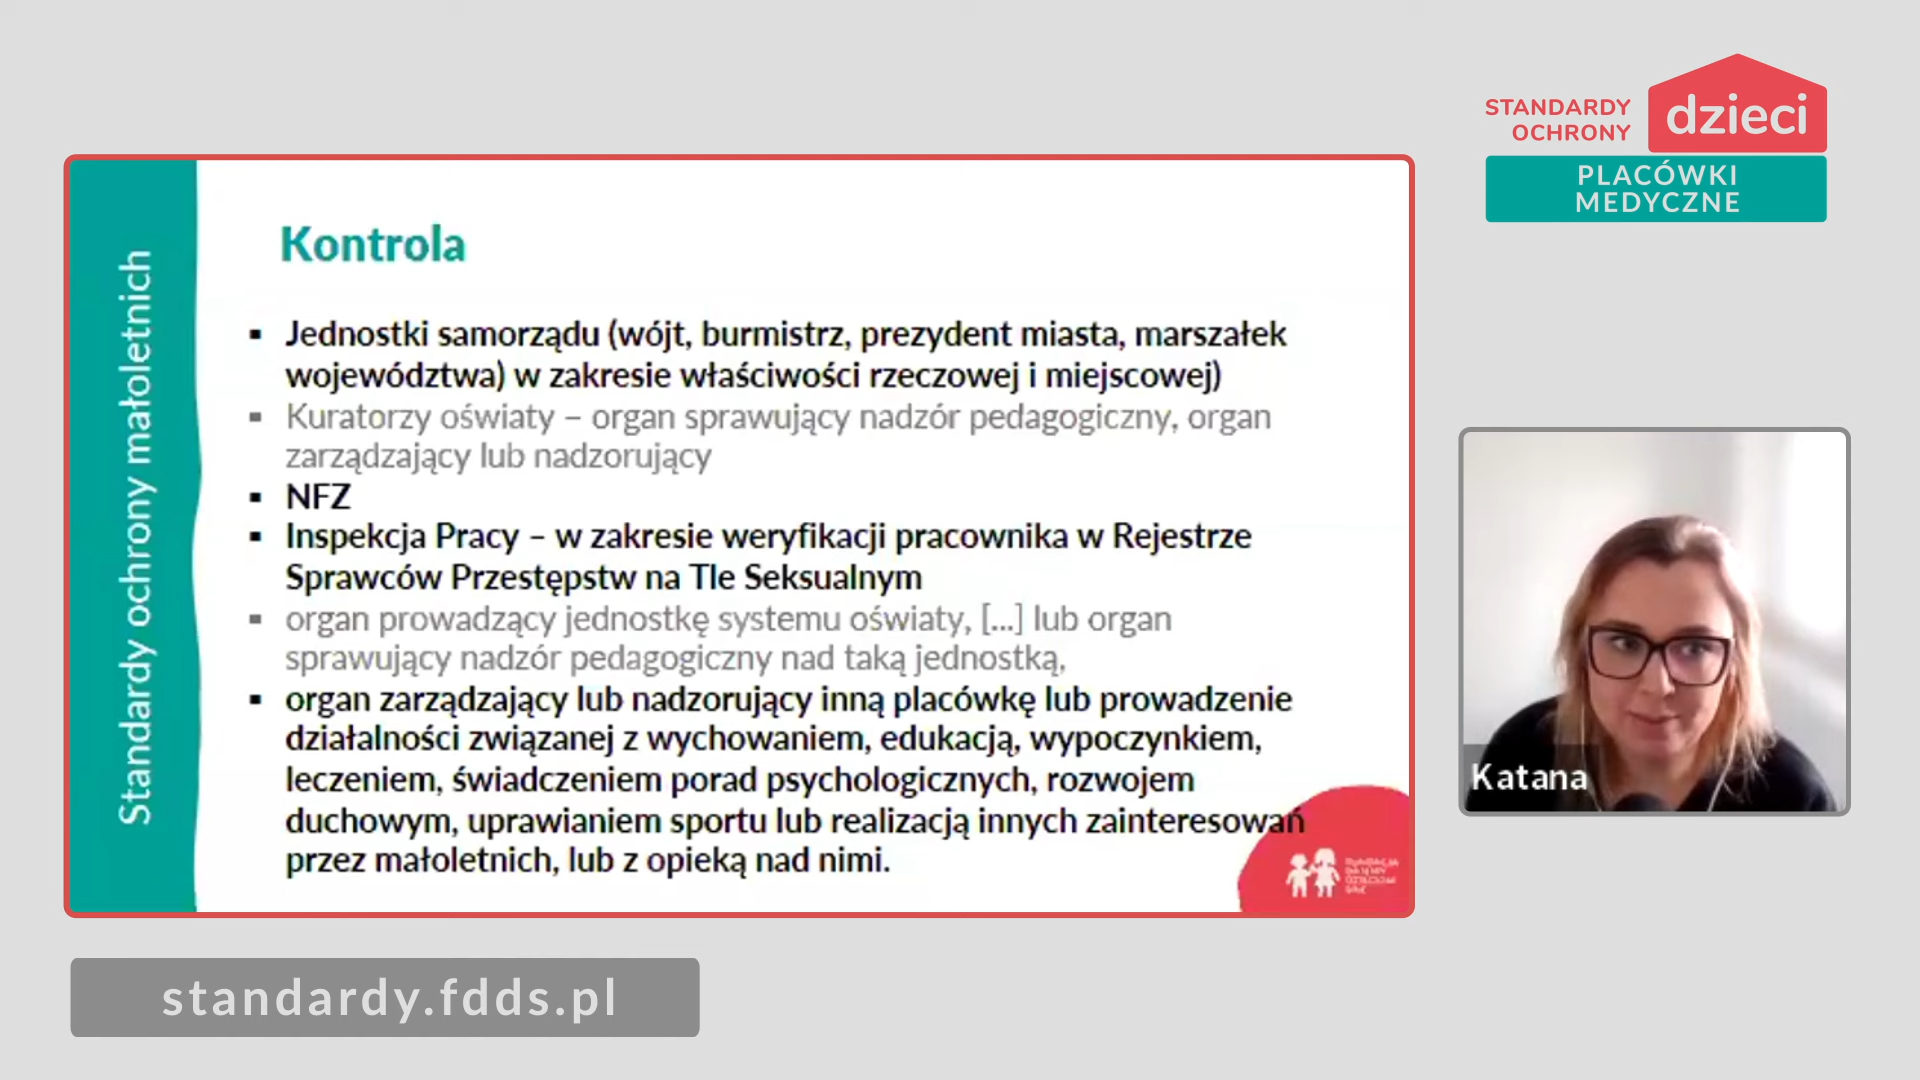 STANDARDY
OCHRONY
dzieci
PLACÓWKI
MEDYCZNE
Standardy ochrony małoletnich
Kontrola
▪ Jednostki samorządu (wójt, burmistrz, prezydent miasta, marszałek
województwa) w zakresie właściwości rzeczowej i miejscowej)
▪ Kuratorzy oświaty – organ sprawujący nadzór pedagogiczny, organ
zarządzający lub nadzorujący
▪ NFZ
▪ Inspekcja Pracy – w zakresie weryfikacji pracownika w Rejestrze
Sprawców Przestępstw na Tle Seksualnym
▪ organ prowadzący jednostkę systemu oświaty, [...] lub organ
sprawujący nadzór pedagogiczny nad taką jednostką,
▪ organ zarządzający lub nadzorujący inną placówkę lub prowadzenie
działalności związanej z wychowaniem, edukacją, wypoczynkiem,
leczeniem, świadczeniem porad psychologicznych, rozwojem
duchowym, uprawianiem sportu lub realizacją innych zainteresowań
przez małoletnich, lub z opieką nad nimi.
Katana
standardy.fdds.pl